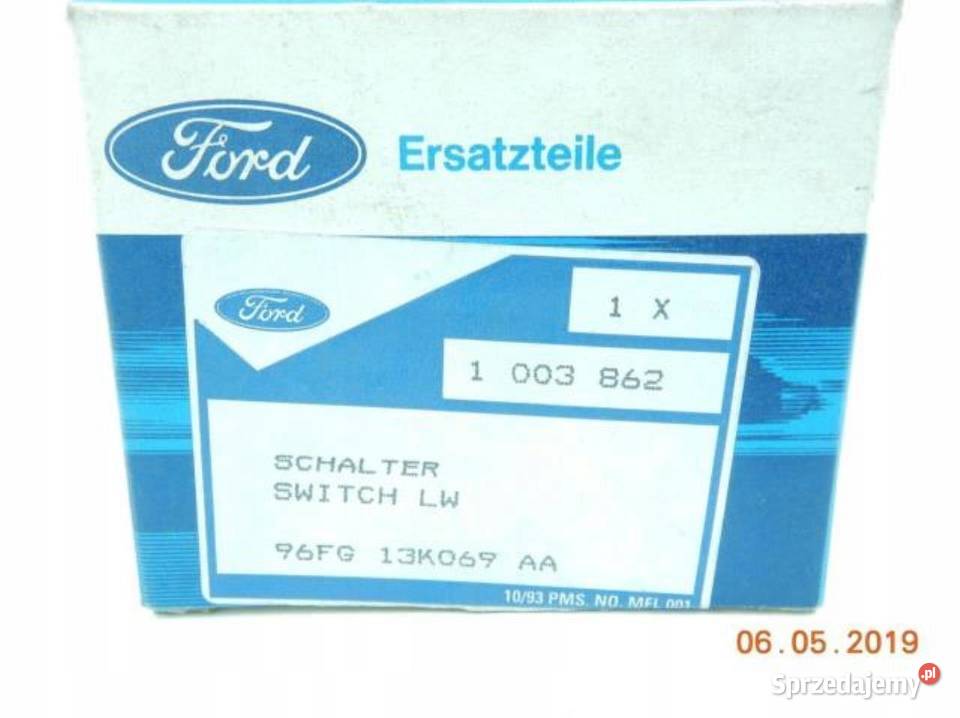 Ford Ersatzteile
Ford
1 X
1 003 862
SCHALTER
SWITCH LW
96FG 13K069 AA
10/93 PMS. NO. MFL 001
06.05.2019
Sprzedajemy.pl